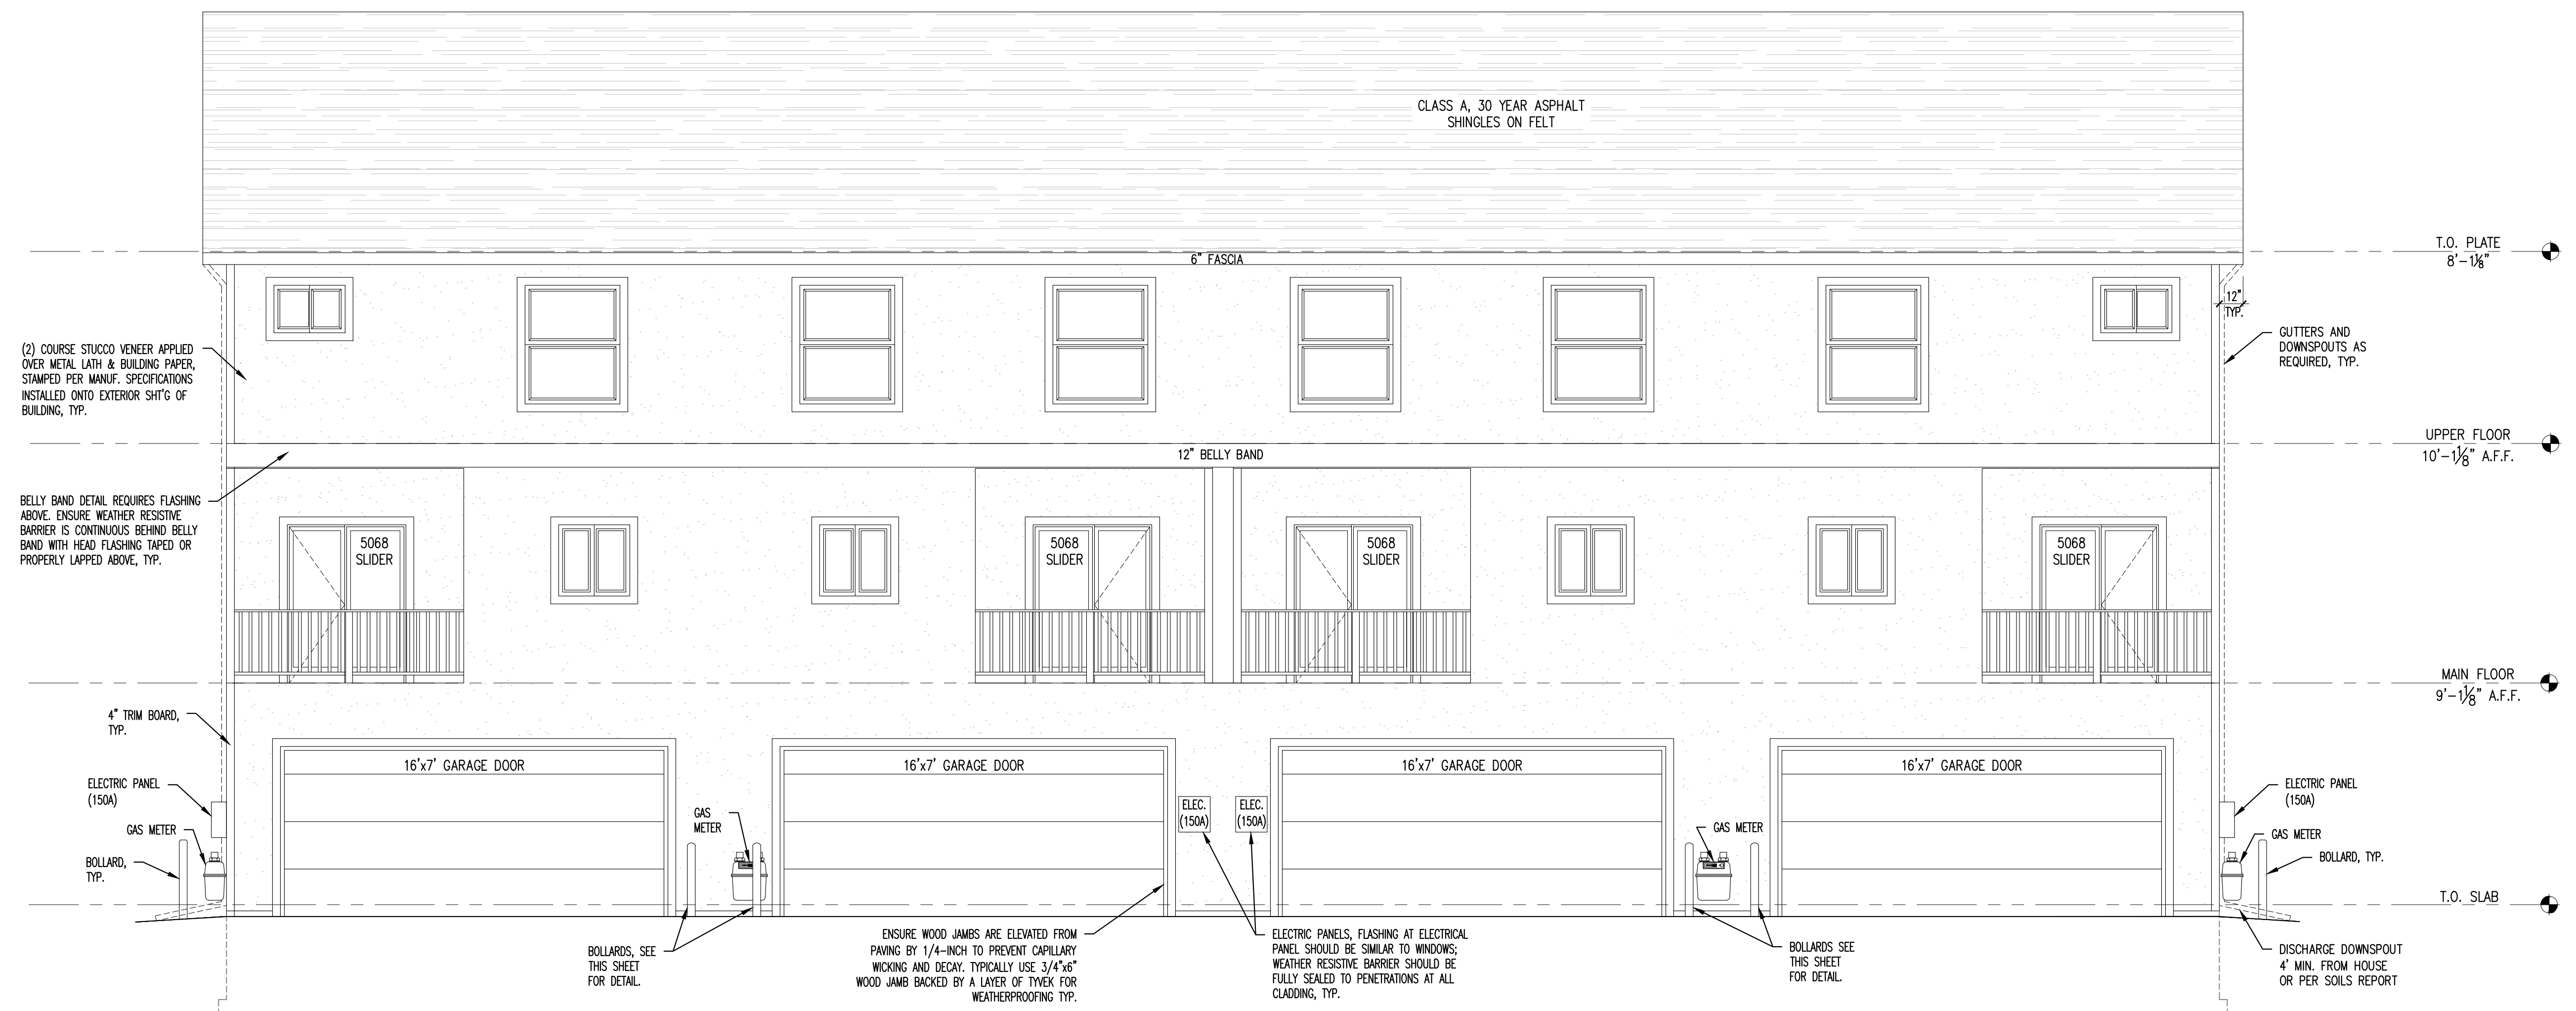 CLASS A, 30 YEAR ASPHALT
SHINGLES ON FELT
T.O. PLATE
8'-1⅛"
6" FASCIA
12"
TYP.
(2) COURSE STUCCO VENEER APPLIED
OVER METAL LATH & BUILDING PAPER,
STAMPED PER MANUF. SPECIFICATIONS
INSTALLED ONTO EXTERIOR SHT'G OF
BUILDING, TYP.
GUTTERS AND
DOWNSPOUTS AS
REQUIRED, TYP.
UPPER FLOOR
10'-1⅛" A.F.F.
12" BELLY BAND
BELLY BAND DETAIL REQUIRES FLASHING
ABOVE. ENSURE WEATHER RESISTIVE
BARRIER IS CONTINUOUS BEHIND BELLY
BAND WITH HEAD FLASHING TAPED OR
PROPERLY LAPPED ABOVE, TYP.
5068
SLIDER
5068
SLIDER
5068
SLIDER
5068
SLIDER
MAIN FLOOR
9'-1⅛" A.F.F.
4" TRIM BOARD,
TYP.
16'x7' GARAGE DOOR
16'x7' GARAGE DOOR
16'x7' GARAGE DOOR
16'x7' GARAGE DOOR
ELECTRIC PANEL
(150A)
GAS METER
BOLLARD,
TYP.
GAS
METER
ELEC.
(150A)
ELEC.
(150A)
GAS METER
ELECTRIC PANEL
(150A)
GAS METER
BOLLARD, TYP.
T.O. SLAB
BOLLARDS, SEE
THIS SHEET
FOR DETAIL.
ENSURE WOOD JAMBS ARE ELEVATED FROM
PAVING BY 1/4-INCH TO PREVENT CAPILLARY
WICKING AND DECAY. TYPICALLY USE 3/4"x6"
WOOD JAMB BACKED BY A LAYER OF TYVEK FOR
WEATHERPROOFING TYP.
ELECTRIC PANELS, FLASHING AT ELECTRICAL
PANEL SHOULD BE SIMILAR TO WINDOWS;
WEATHER RESISTIVE BARRIER SHOULD BE
FULLY SEALED TO PENETRATIONS AT ALL
CLADDING, TYP.
BOLLARDS SEE
THIS SHEET
FOR DETAIL.
DISCHARGE DOWNSPOUT
4' MIN. FROM HOUSE
OR PER SOILS REPORT